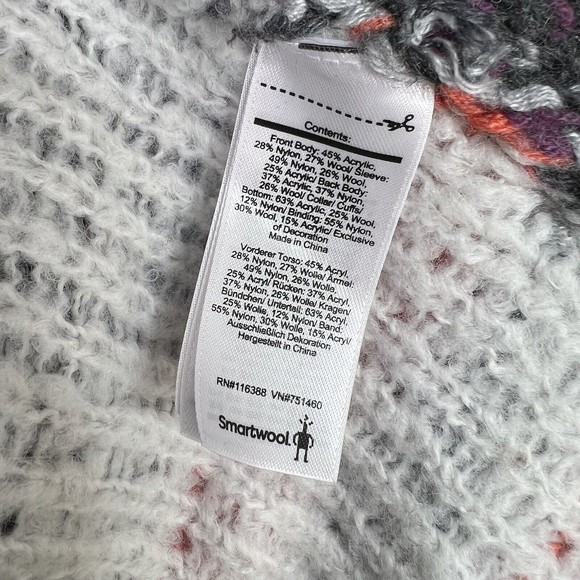 Contents:
Front Body: 45% Acrylic,
28% Nylon, 27% Wool/ Sleeve:
49% Nylon, 26% Wool,
25% Acrylic/ Back Body:
37% Acrylic, 37% Nylon,
26% Wool/ Collar/ Cuffs/
Bottom: 63% Acrylic, 25% Wool,
12% Nylon/ Binding: 55% Nylon,
30% Wool, 15% Acrylic/ Exclusive
of Decoration
Made in China
Vorderer Torso: 45% Acryl,
28% Nylon, 27% Wolle/ Ärmel:
49% Nylon, 26% Wolle,
25% Acryl/ Rücken: 37% Acryl,
37% Nylon, 26% Wolle/ Kragen/
Bündchen/ Unterteil: 63% Acryl,
25% Wolle, 12% Nylon/ Band:
55% Nylon, 30% Wolle, 15% Acryl/
Ausschließlich Dekoration
Hergestellt in China
RN#116388 VN#751460
Smartwool